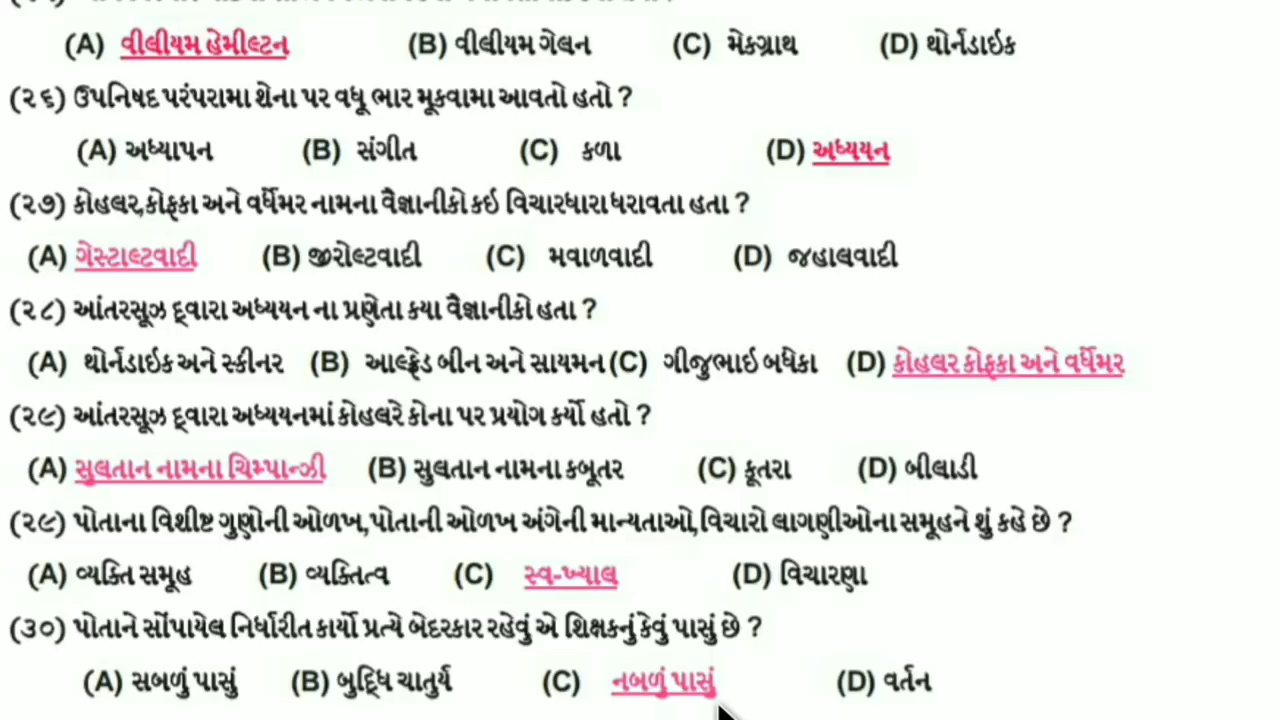 (A) વીલીયમ હેમીલ્ટન (B) વીલીયમ ગેલન (C) મેકગ્રાથ (D) થોર્નડાઇક
(૨૬) ઉપનિષદ પરંપરામા શેના પર વધૂ ભાર મૂકવામા આવતો હતો ?
(A) અધ્યાપન (B) સંગીત (C) કળા (D) અધ્યયન
(૨૭) કોહલર,કોફકા અને વર્ધેમર નામના વૈજ્ઞાનીકો કઇ વિચારધારા ધરાવતા હતા ?
(A) ગેસ્ટાલ્ટવાદી (B) જીરોલ્ટવાદી (C) મવાળવાદી (D) જહાલવાદી
(૨૮) આંતરસૂઝ દ્વારા અધ્યયન ના પ્રણેતા કયા વૈજ્ઞાનીકો હતા ?
(A) થોર્નડાઇક અને સ્કીનર (B) આલ્ફ્રેડ બીન અને સાયમન (C) ગીજુભાઇ બધેકા (D) કોહલર કોફકા અને વર્ધેમર
(૨૯) આંતરસૂઝ દ્વારા અધ્યયનમાં કોહલરે કોના પર પ્રયોગ કર્યો હતો ?
(A) સુલતાન નામના ચિમ્પાન્ઝી (B) સુલતાન નામના કબૂતર (C) કૂતરા (D) બીલાડી
(૨૯) પોતાના વિશીષ્ટ ગુણોની ઓળખ,પોતાની ઓળખ અંગેની માન્યતાઓ,વિચારો લાગણીઓના સમૂહને શું કહે છે ?
(A) વ્યક્તિ સમૂહ (B) વ્યક્તિત્વ (C) સ્વ-ખ્યાલ (D) વિચારણા
(૩૦) પોતાને સોંપાયેલ નિર્ધારીત કાર્યો પ્રત્યે બેદરકાર રહેવું એ શિક્ષકનું કેવું પાસું છે ?
(A) સબળું પાસું (B) બુદ્ધિ ચાતુર્ય (C) નબળું પાસું (D) વર્તન